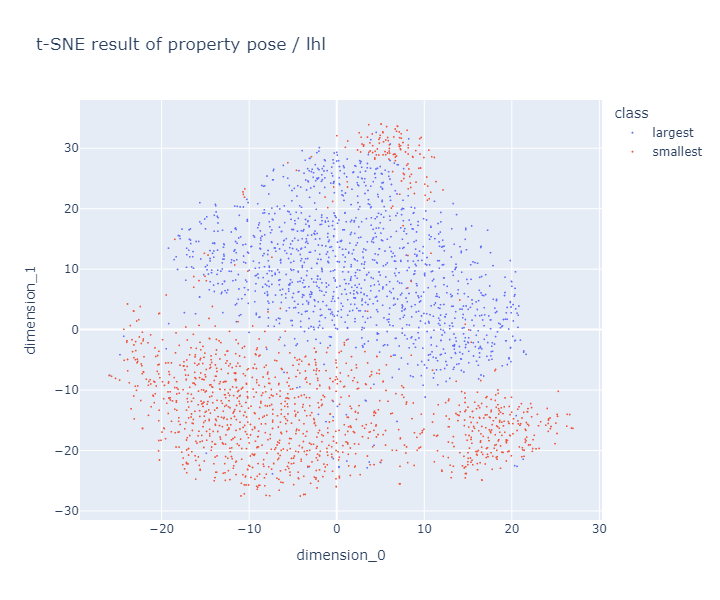 t-SNE result of property pose / lhl
class
largest
smallest
30
20
10
0
−10
−20
−30
dimension_1
−20
−10
0
10
20
30
dimension_0